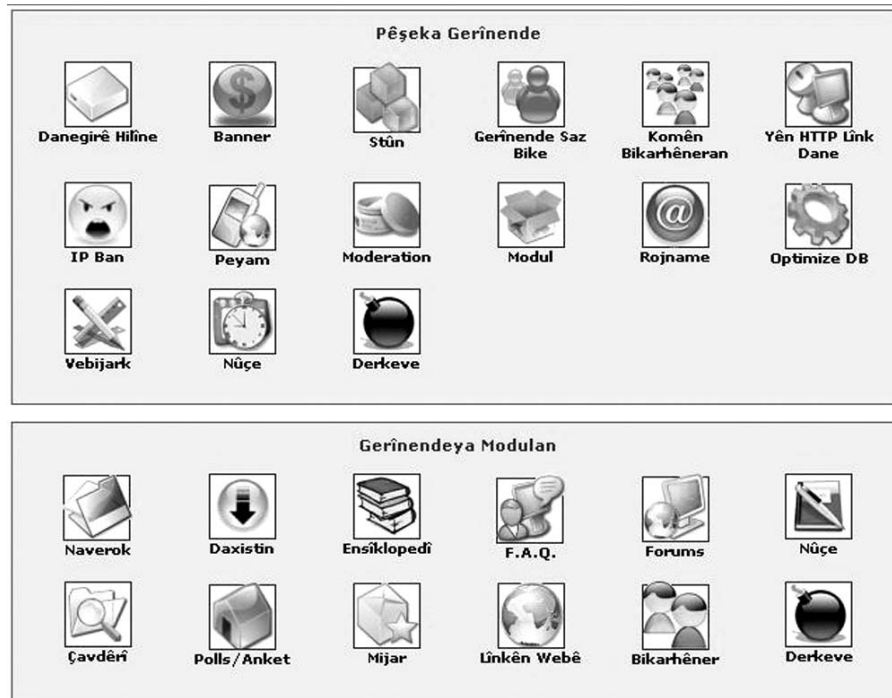 Pêşeka Gerînende
Danegirê Hilîne
Banner
Stûn
Gerînende Saz
Bike
Komên
Bikarhêneran
Yên HTTP Lînk
Dane
IP Ban
Peyam
Moderation
Modul
Rojname
Optimize DB
Vebijark
Nûçe
Derkeve
Gerînendeya Modulan
Naverok
Daxistin
Ensîklopedî
F.A.Q.
Forums
Nûçe
Çavdêrî
Polls/Anket
Mijar
Lînkên Webê
Bikarhêner
Derkeve